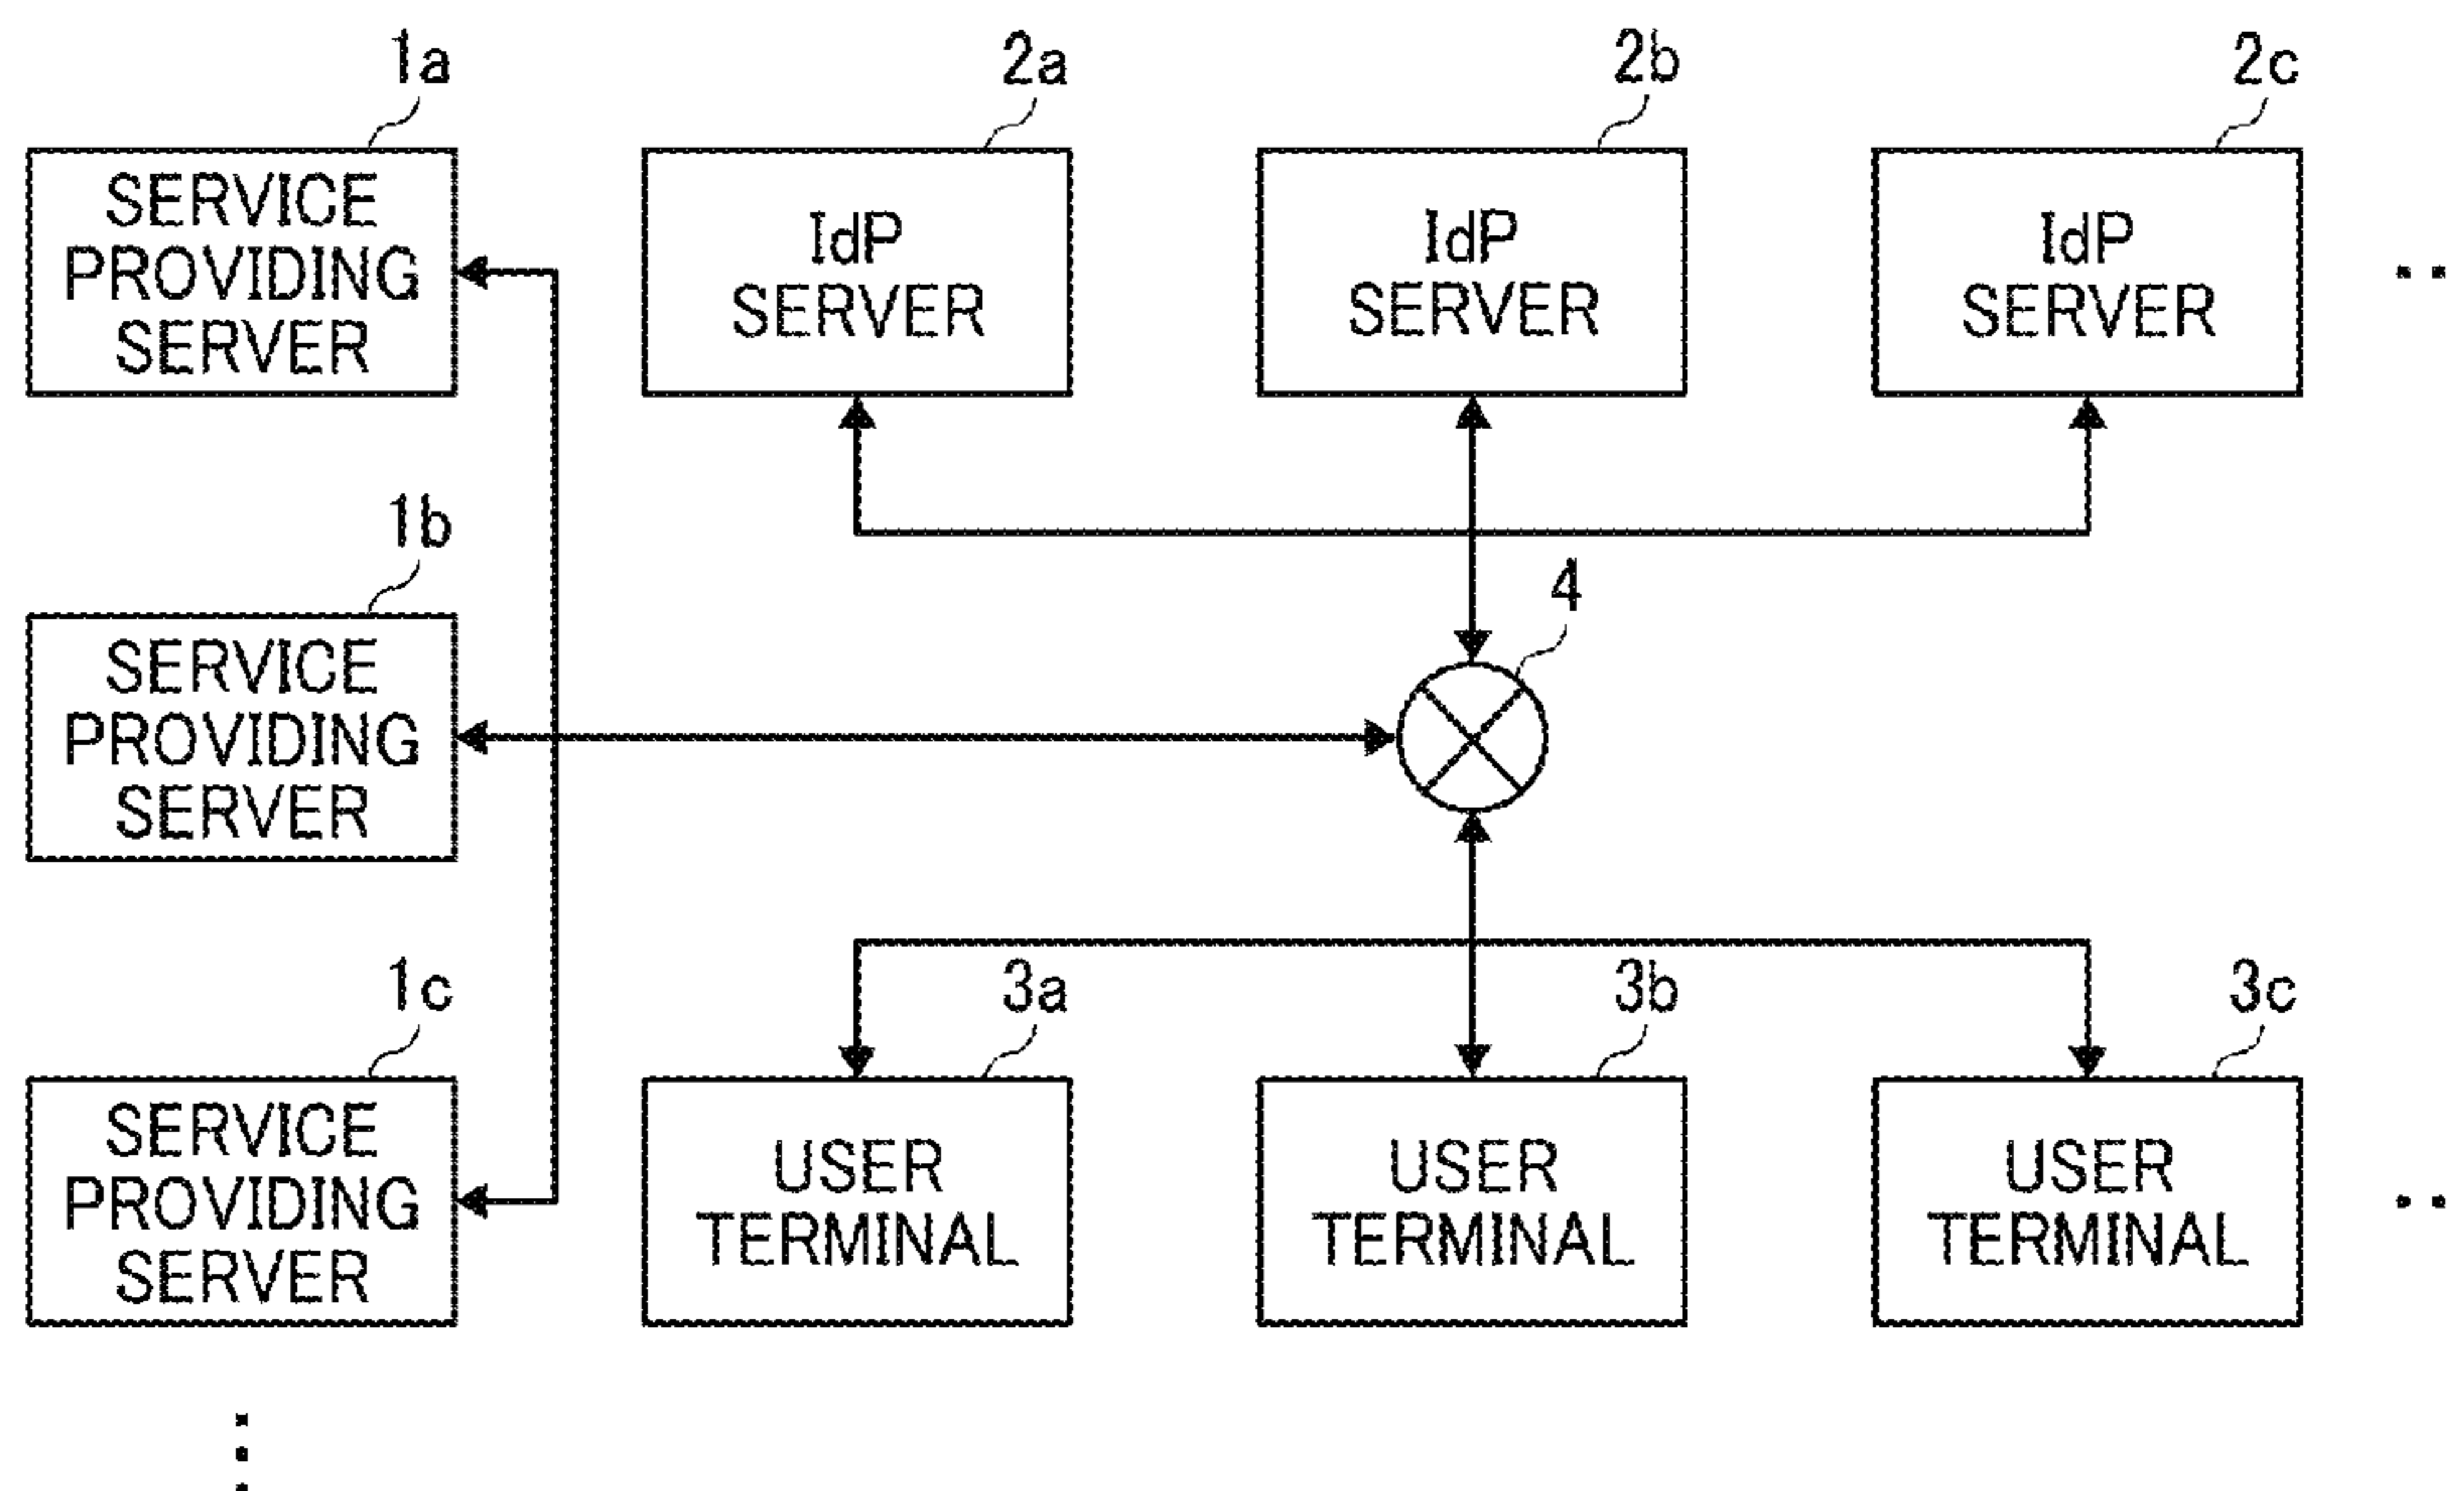 1a
2a
2b
2c
SERVICE
PROVIDING
SERVER
IdP
SERVER
IdP
SERVER
IdP
SERVER
1b
4
SERVICE
PROVIDING
SERVER
1c
3a
3b
3c
SERVICE
PROVIDING
SERVER
USER
TERMINAL
USER
TERMINAL
USER
TERMINAL